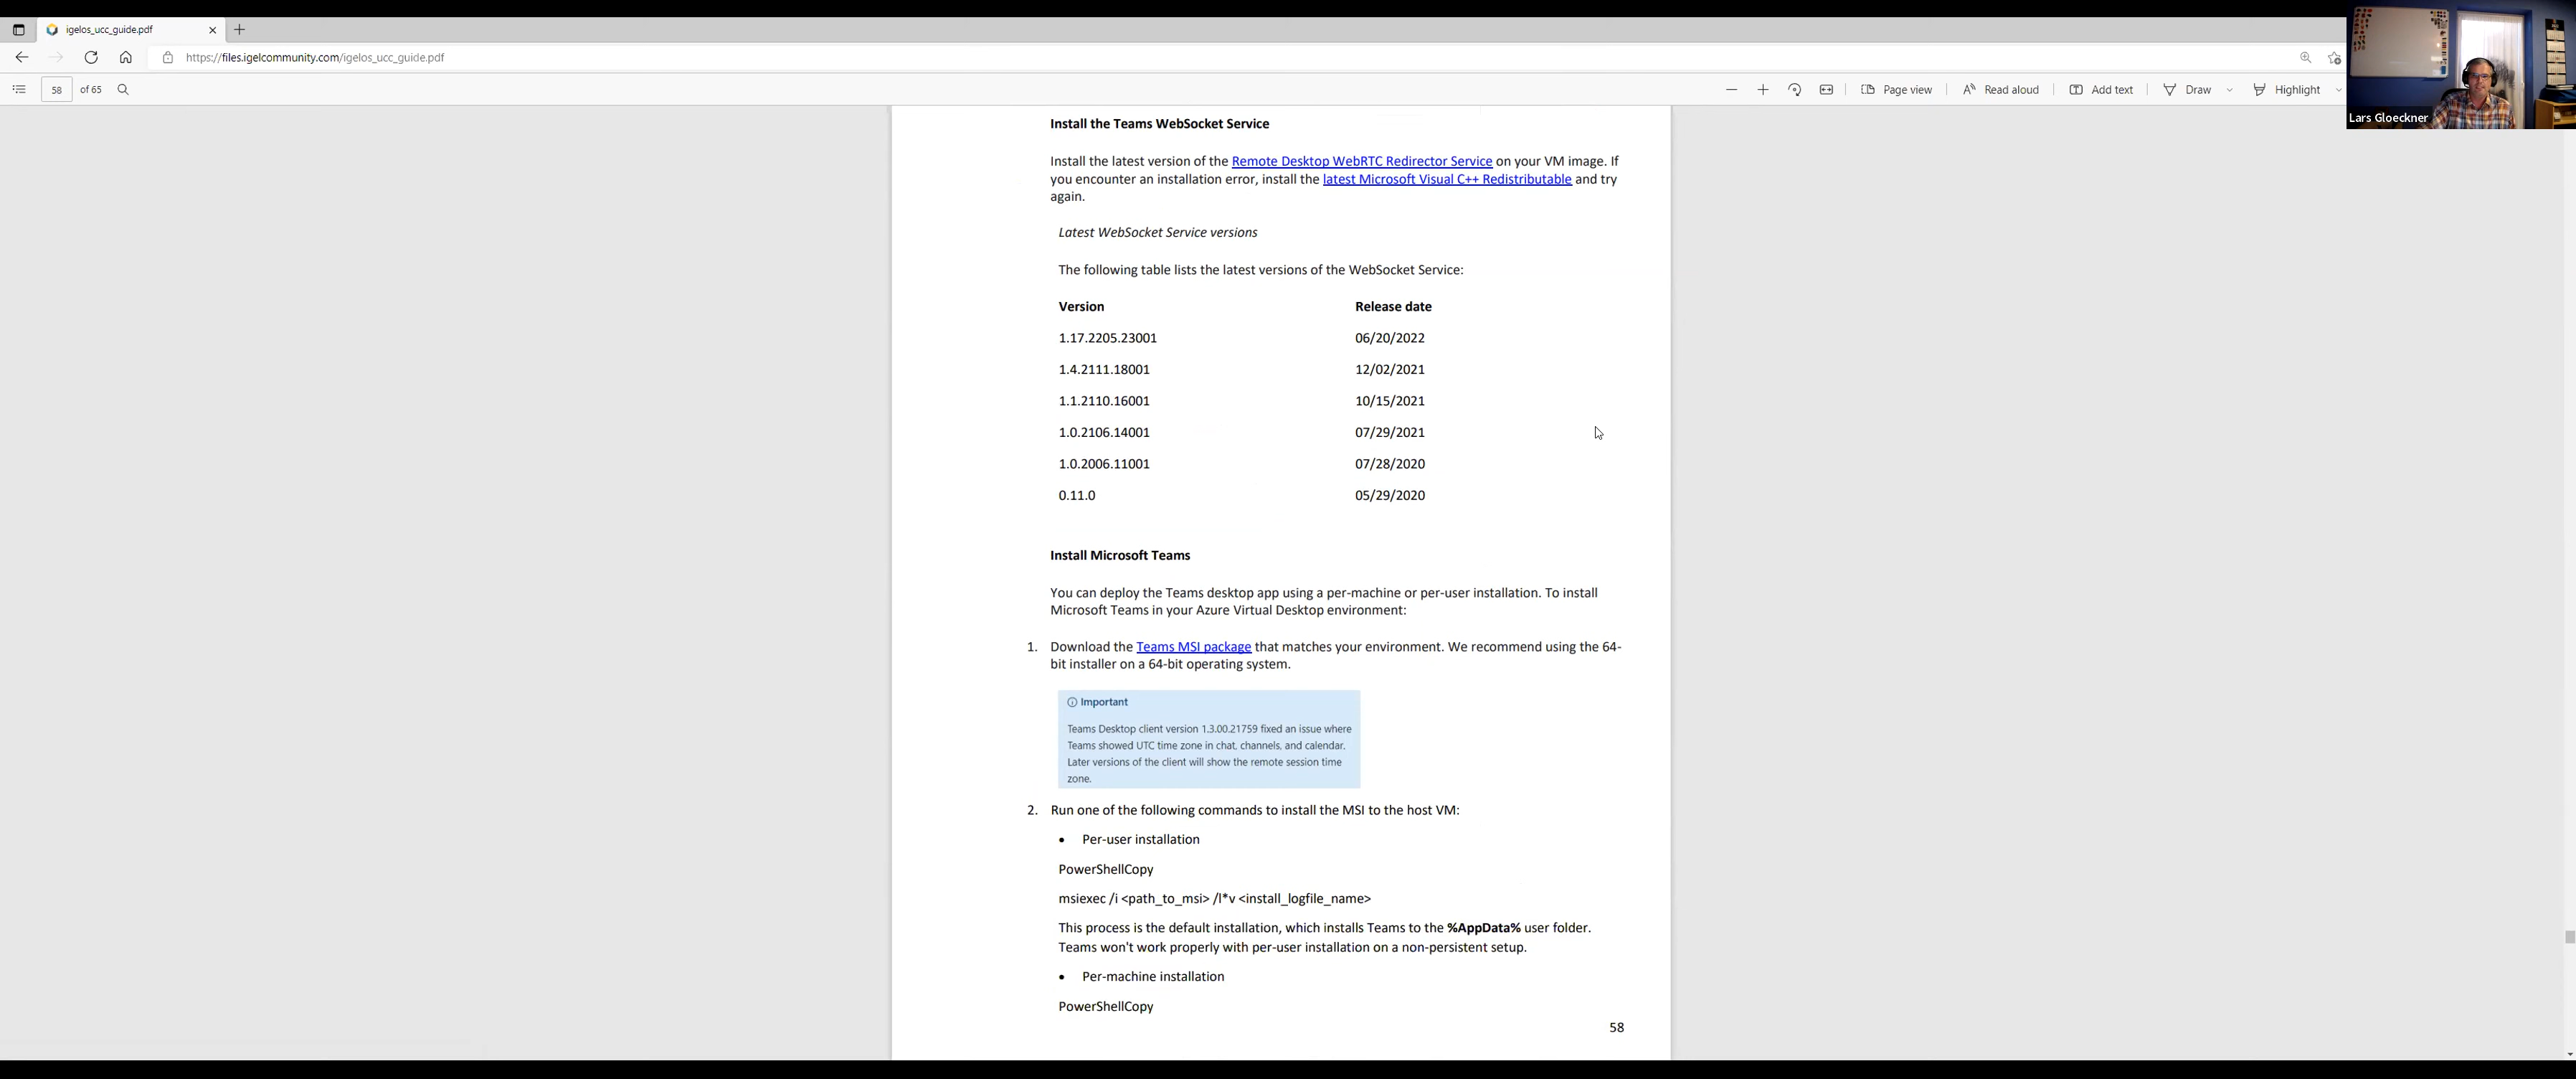 igelos_ucc_guide.pdf
https://files.igelcommunity.com/igelos_ucc_guide.pdf
58 of 65
Page view
Read aloud
Add text
Draw
Highlight
Lars Gloeckner
Install the Teams WebSocket Service
Install the latest version of the Remote Desktop WebRTC Redirector Service on your VM image. If
you encounter an installation error, install the latest Microsoft Visual C++ Redistributable and try
again.
Latest WebSocket Service versions
The following table lists the latest versions of the WebSocket Service:
Version Release date
1.17.2205.23001 06/20/2022
1.4.2111.18001 12/02/2021
1.1.2110.16001 10/15/2021
1.0.2106.14001 07/29/2021
1.0.2006.11001 07/28/2020
0.11.0 05/29/2020
Install Microsoft Teams
You can deploy the Teams desktop app using a per-machine or per-user installation. To install
Microsoft Teams in your Azure Virtual Desktop environment:
1. Download the Teams MSI package that matches your environment. We recommend using the 64-
bit installer on a 64-bit operating system.
Important
Teams Desktop client version 1.3.00.21759 fixed an issue where
Teams showed UTC time zone in chat, channels, and calendar.
Later versions of the client will show the remote session time
zone.
2. Run one of the following commands to install the MSI to the host VM:
• Per-user installation
PowerShellCopy
msiexec /i <path_to_msi> /l*v <install_logfile_name>
This process is the default installation, which installs Teams to the %AppData% user folder.
Teams won't work properly with per-user installation on a non-persistent setup.
• Per-machine installation
PowerShellCopy
58